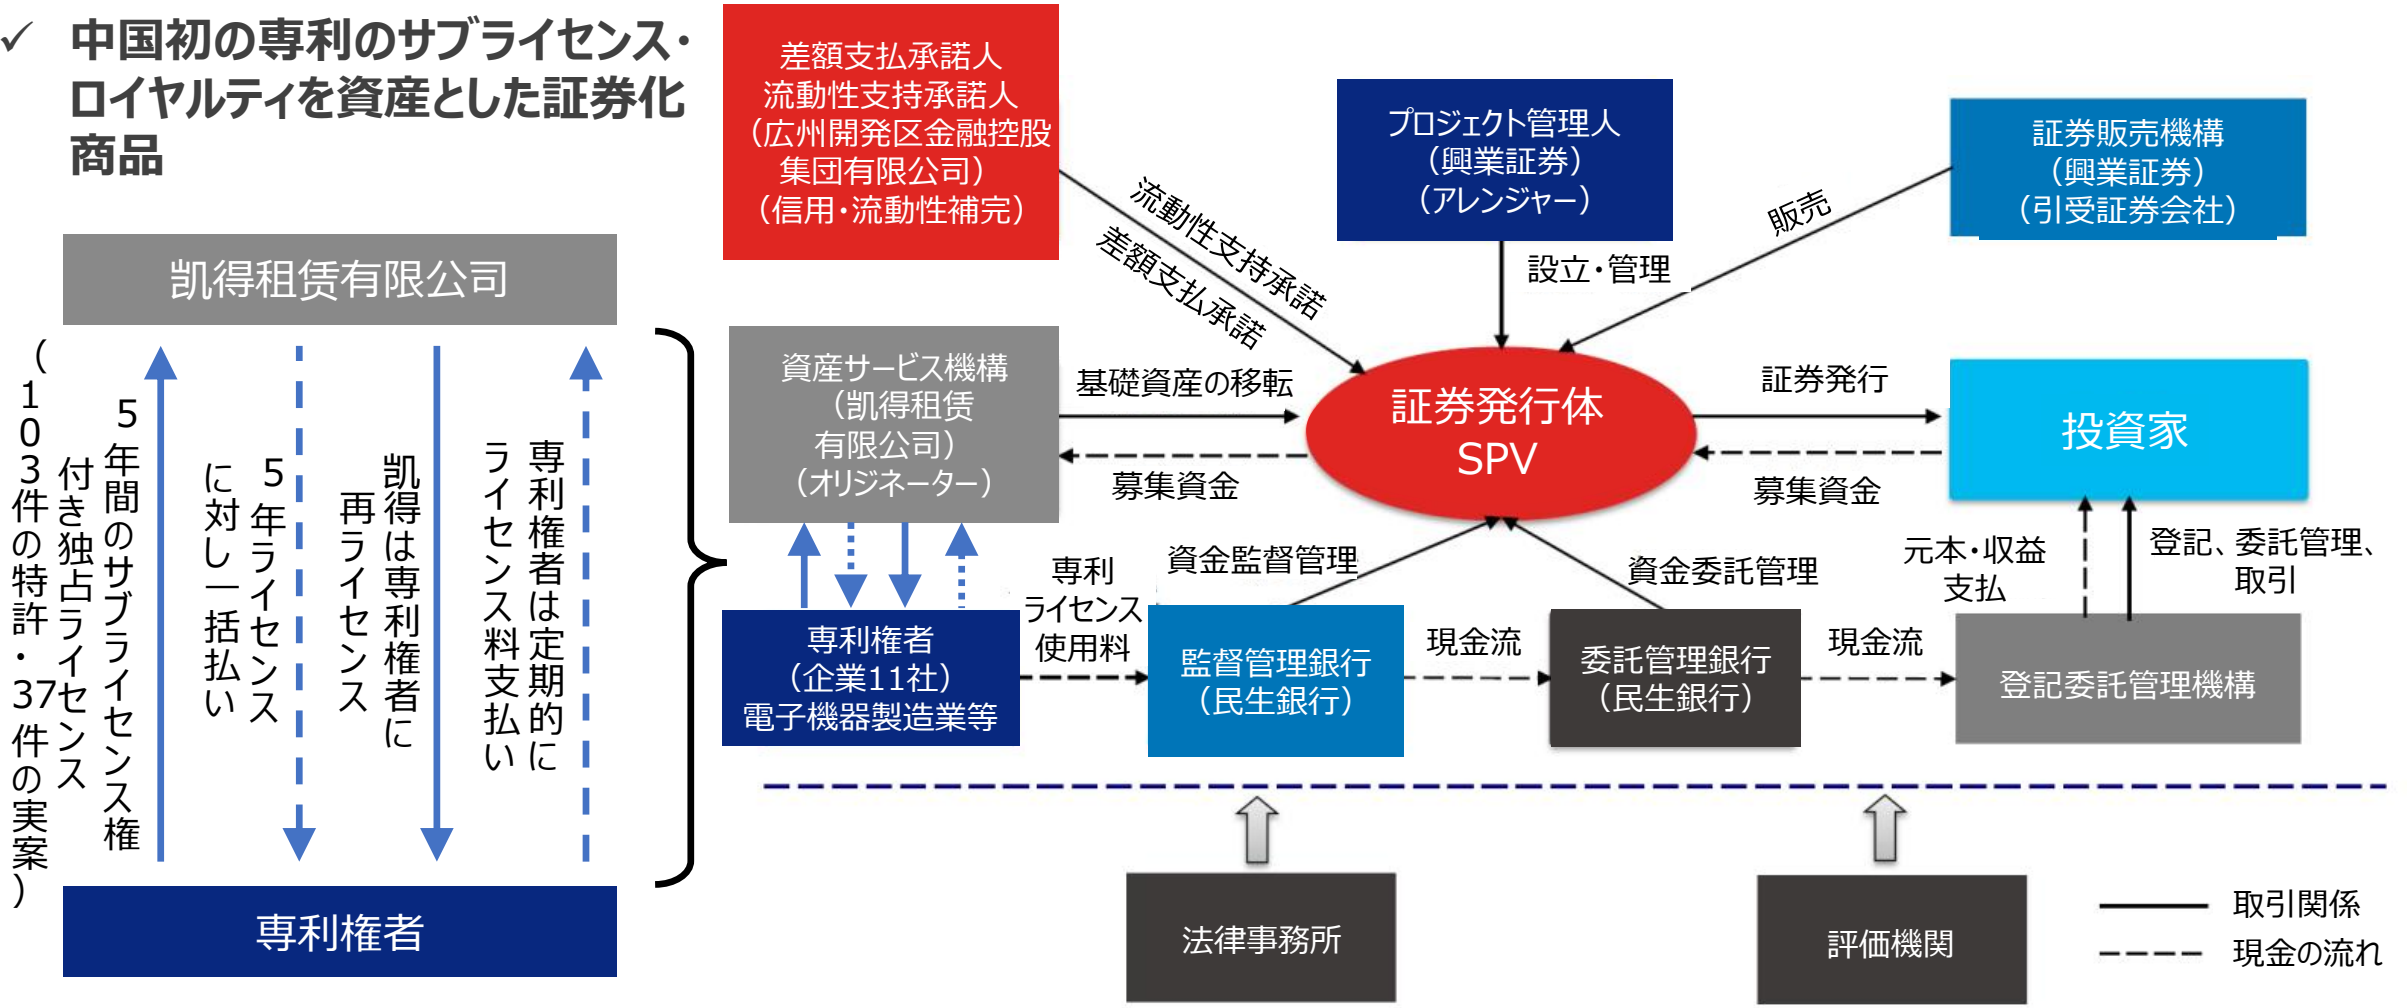 ✓ 中国初の専利のサブライセンス・
ロイヤルティを資産とした証券化
商品
凯得租赁有限公司
５年間のサブライセンス権
付き独占ライセンス
（１０３件の特許・37件の実案）
５年ライセンス
に対し一括払い
凯得は専利権者に
再ライセンス
専利権者は定期的に
ライセンス料支払い
専利権者
差額支払承諾人
流動性支持承諾人
（広州開発区金融控股
集団有限公司）
（信用・流動性補完）
プロジェクト管理人
（興業証券）
（アレンジャー）
証券販売機構
（興業証券）
（引受証券会社）
流動性支持承諾
差額支払承諾
設立・管理
販売
資産サービス機構
（凯得租赁
有限公司）
（オリジネーター）
基礎資産の移転
募集資金
証券発行体
SPV
証券発行
募集資金
投資家
専利
ライセンス
使用料
資金監督管理
資金委託管理
元本・収益
支払
登記、委託管理、
取引
専利権者
（企業11社）
電子機器製造業等
監督管理銀行
（民生銀行）
現金流
委託管理銀行
（民生銀行）
現金流
登記委託管理機構
法律事務所
評価機関
取引関係
現金の流れ